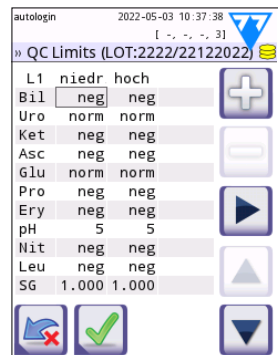 autologin 2022-05-03 10:37:38
[ -, -, -, 3]
» QC Limits (LOT:2222/22122022)
L1 niedr hoch
Bil neg neg
Uro norm norm
Ket neg neg
Asc neg neg
Glu norm norm
Pro neg neg
Ery neg neg
pH 5 5
Nit neg neg
Leu neg neg
SG 1.000 1.000